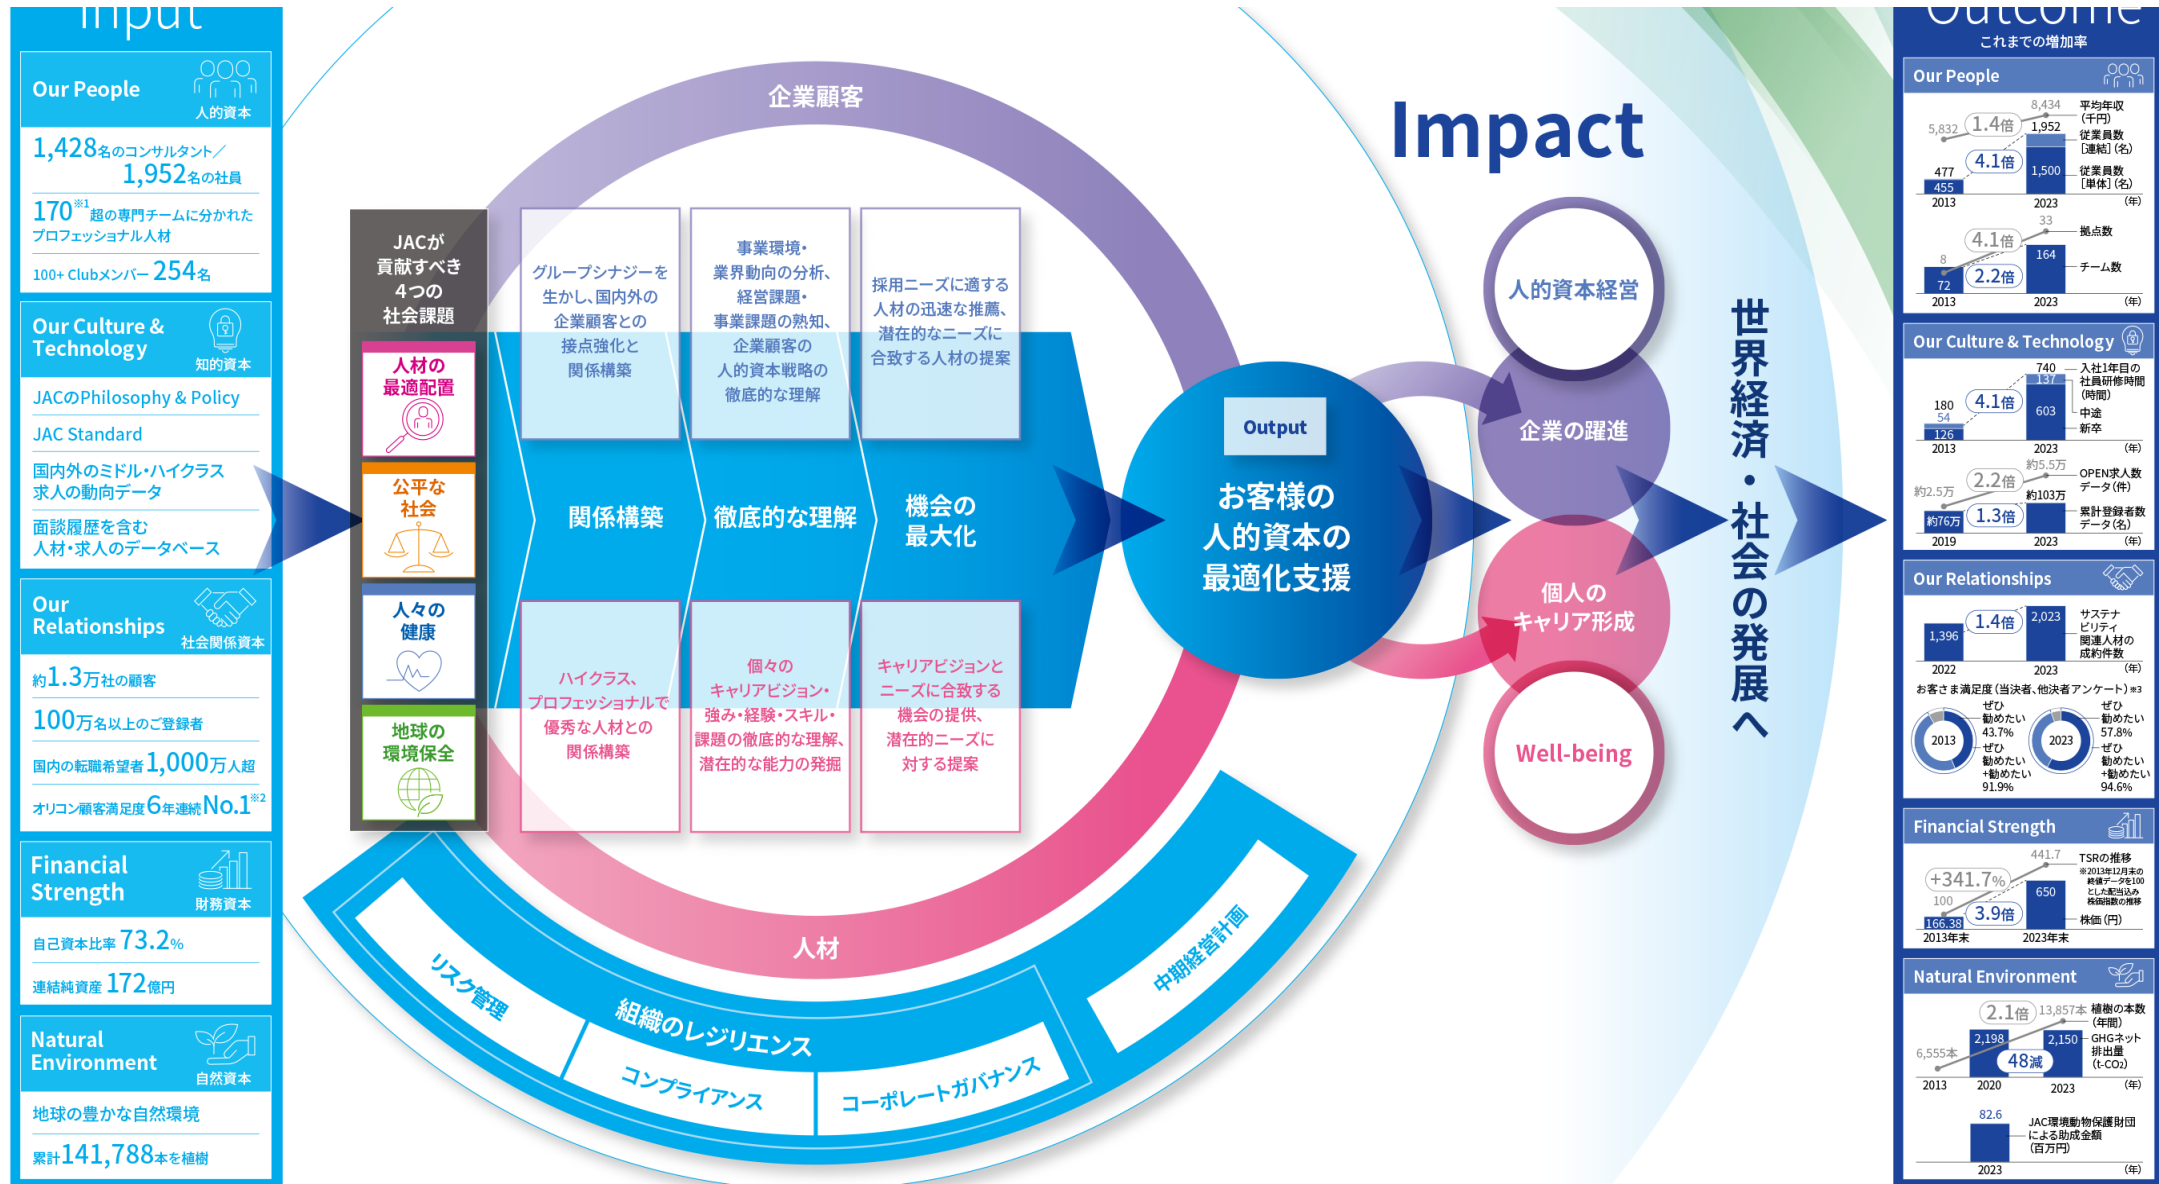 Input
Our People
人的資本
1,428名のコンサルタント／
1,952名の社員
170※1超の専門チームに分かれた
プロフェッショナル人材
100+ Clubメンバー 254名
Our Culture &
Technology
知的資本
JACのPhilosophy & Policy
JAC Standard
国内外のミドル・ハイクラス
求人の動向データ
面談履歴を含む
人材・求人のデータベース
Our
Relationships
社会関係資本
約1.3万社の顧客
100万名以上のご登録者
国内の転職希望者1,000万人超
オリコン顧客満足度6年連続No.1※2
Financial
Strength
財務資本
自己資本比率 73.2%
連結純資産 172億円
Natural
Environment
自然資本
地球の豊かな自然環境
累計141,788本を植樹
JACが
貢献すべき
4つの
社会課題
人材の
最適配置
公平な
社会
人々の
健康
地球の
環境保全
企業顧客
グループシナジーを
生かし、国内外の
企業顧客との
接点強化と
関係構築
事業環境・
業界動向の分析、
経営課題・
事業課題の熟知、
企業顧客の
人的資本戦略の
徹底的な理解
採用ニーズに適する
人材の迅速な推薦、
潜在的なニーズに
合致する人材の提案
関係構築
徹底的な理解
機会の
最大化
ハイクラス、
プロフェッショナルで
優秀な人材との
関係構築
個々の
キャリアビジョン・
強み・経験・スキル・
課題の徹底的な理解、
潜在的な能力の発掘
キャリアビジョンと
ニーズに合致する
機会の提供、
潜在的ニーズに
対する提案
人材
リスク管理
組織のレジリエンス
コンプライアンス
コーポレートガバナンス
中期経営計画
Output
お客様の
人的資本の
最適化支援
Impact
人的資本経営
企業の躍進
個人の
キャリア形成
Well-being
世界経済・社会の発展へ
Outcome
これまでの増加率
Our People
8,434
平均年収
（千円）
5,832
1.4倍
1,952
従業員数
［連結］（名）
4.1倍
477
455
1,500
従業員数
［単体］（名）
2013
2023
（年）
33
拠点数
4.1倍
8
164
チーム数
72
2.2倍
2013
2023
（年）
Our Culture & Technology
740
入社1年目の
社員研修時間
（時間）
137
180
4.1倍
54
603
中途
126
新卒
2013
2023
（年）
約5.5万
OPEN求人数
データ（件）
2.2倍
約2.5万
約103万
約76万
1.3倍
累計登録者数
データ（名）
2019
2023
（年）
Our Relationships
1.4倍
2,023
1,396
サステナ
ビリティ
関連人材の
成約件数
2022
2023
（年）
お客さま満足度（当決者、他決者アンケート）※3
2013
ぜひ
勧めたい
43.7%
ぜひ
勧めたい
+勧めたい
91.9%
2023
ぜひ
勧めたい
57.8%
ぜひ
勧めたい
+勧めたい
94.6%
Financial Strength
441.7
TSRの推移
※2013年12月末の
終値データを100
とした配当込み
株価指数の推移
+341.7%
100
650
166.38
3.9倍
株価（円）
2013年末
2023年末
Natural Environment
2.1倍
13,857本
植樹の本数
（年間）
2,198
2,150
GHGネット
排出量
（t-CO2）
6,555本
48減
2013
2020
2023
（年）
82.6
JAC環境動物保護財団
による助成金額
（百万円）
2023
（年）